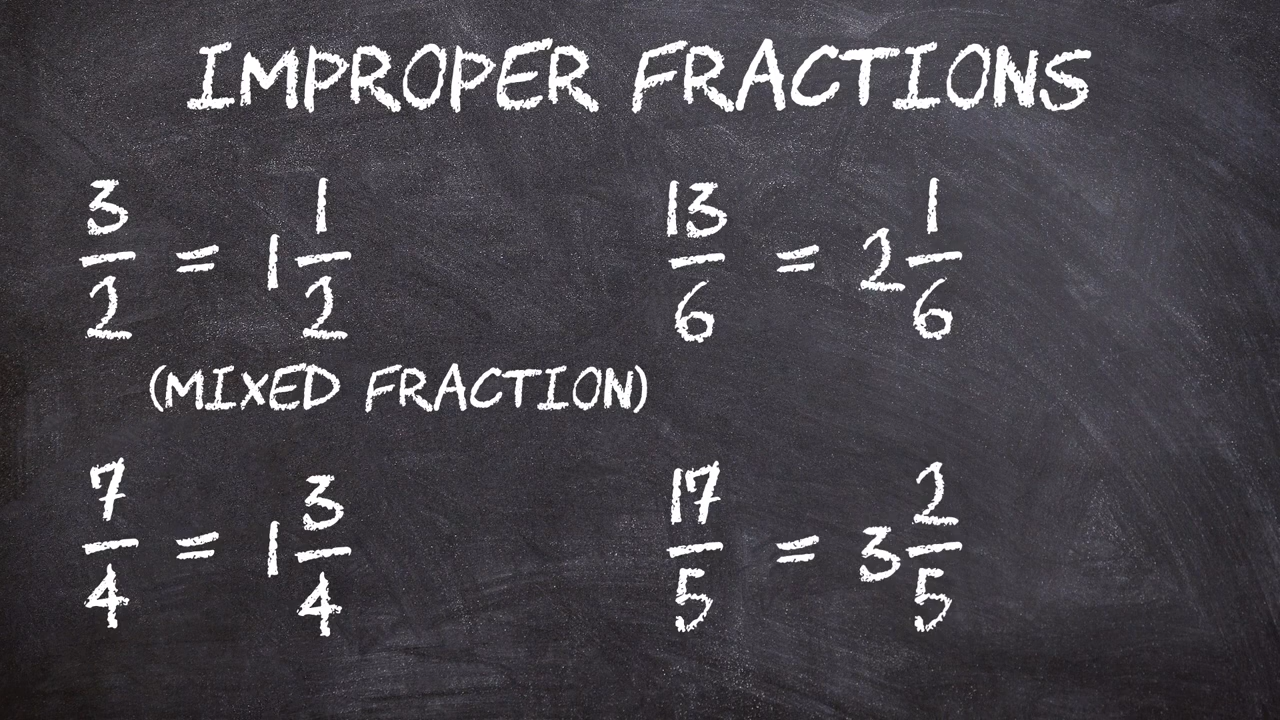 IMPROPER FRACTIONS
3/2 = 1 1/2
13/6 = 2 1/6
(MIXED FRACTION)
7/4 = 1 3/4
17/5 = 3 2/5